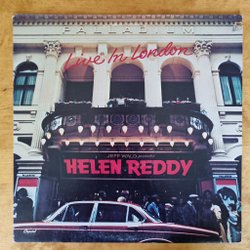 PALLADIUM
Live In London
JEFF WALD presents
HELEN REDDY
Capitol